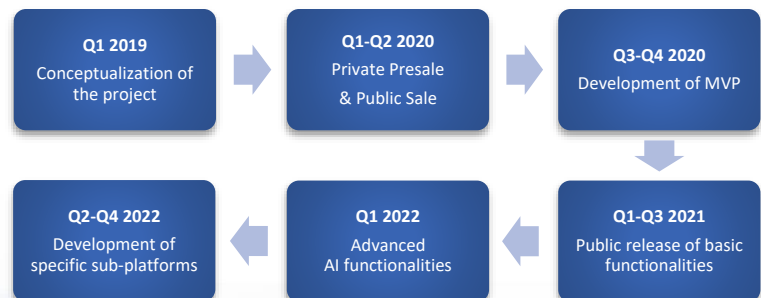 Q1 2019
Conceptualization of
the project
Q1-Q2 2020
Private Presale
& Public Sale
Q3-Q4 2020
Development of MVP
Q1-Q3 2021
Public release of basic
functionalities
Q1 2022
Advanced
AI functionalities
Q2-Q4 2022
Development of
specific sub-platforms